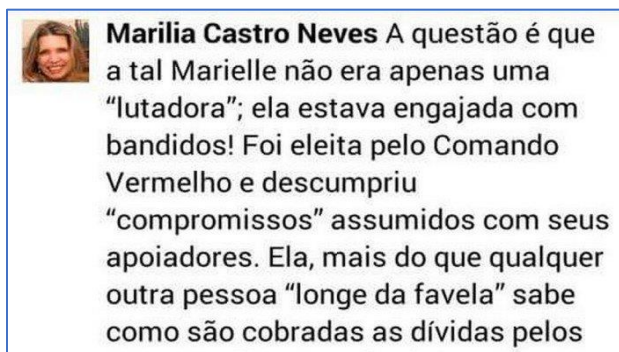 Marilia Castro Neves A questão é que
a tal Marielle não era apenas uma
“lutadora”; ela estava engajada com
bandidos! Foi eleita pelo Comando
Vermelho e descumpriu
“compromissos” assumidos com seus
apoiadores. Ela, mais do que qualquer
outra pessoa “longe da favela” sabe
como são cobradas as dívidas pelos